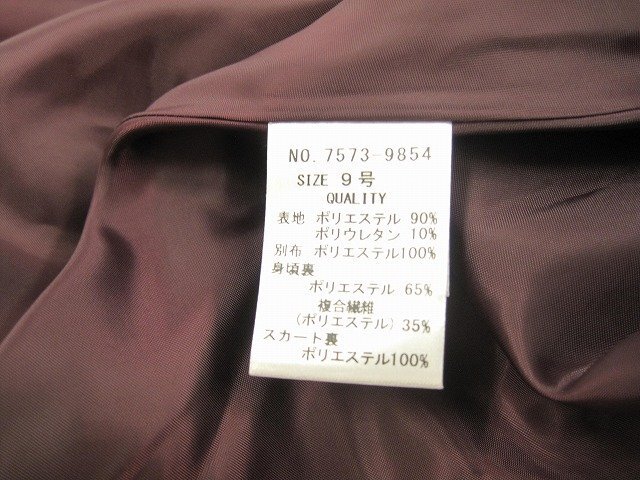 NO. 7573-9854
SIZE 9号
QUALITY
表地 ポリエステル 90%
ポリウレタン 10%
別布 ポリエステル100%
身頃裏
ポリエステル 65%
複合繊維
(ポリエステル) 35%
スカート裏
ポリエステル100%